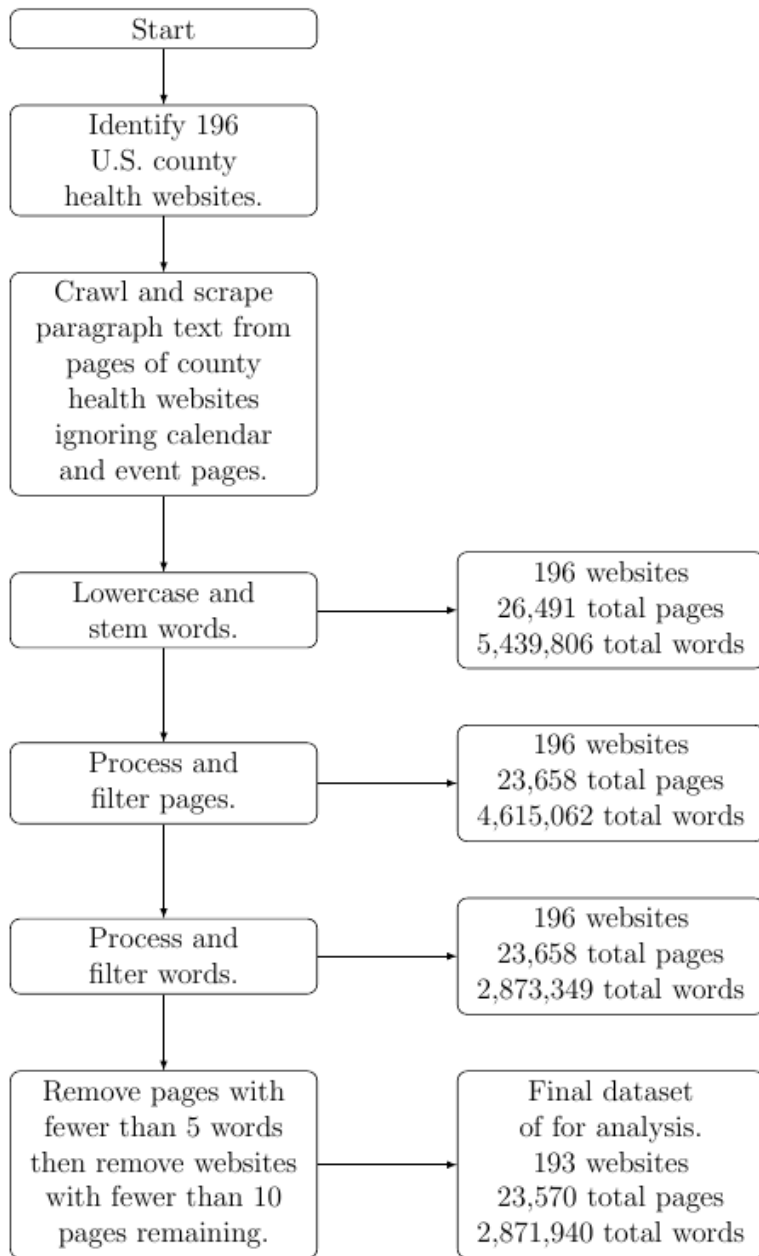 Start
Identify 196
U.S. county
health websites.
Crawl and scrape
paragraph text from
pages of county
health websites
ignoring calendar
and event pages.
Lowercase and
stem words.
196 websites
26,491 total pages
5,439,806 total words
Process and
filter pages.
196 websites
23,658 total pages
4,615,062 total words
Process and
filter words.
196 websites
23,658 total pages
2,873,349 total words
Remove pages with
fewer than 5 words
then remove websites
with fewer than 10
pages remaining.
Final dataset
of for analysis.
193 websites
23,570 total pages
2,871,940 total words